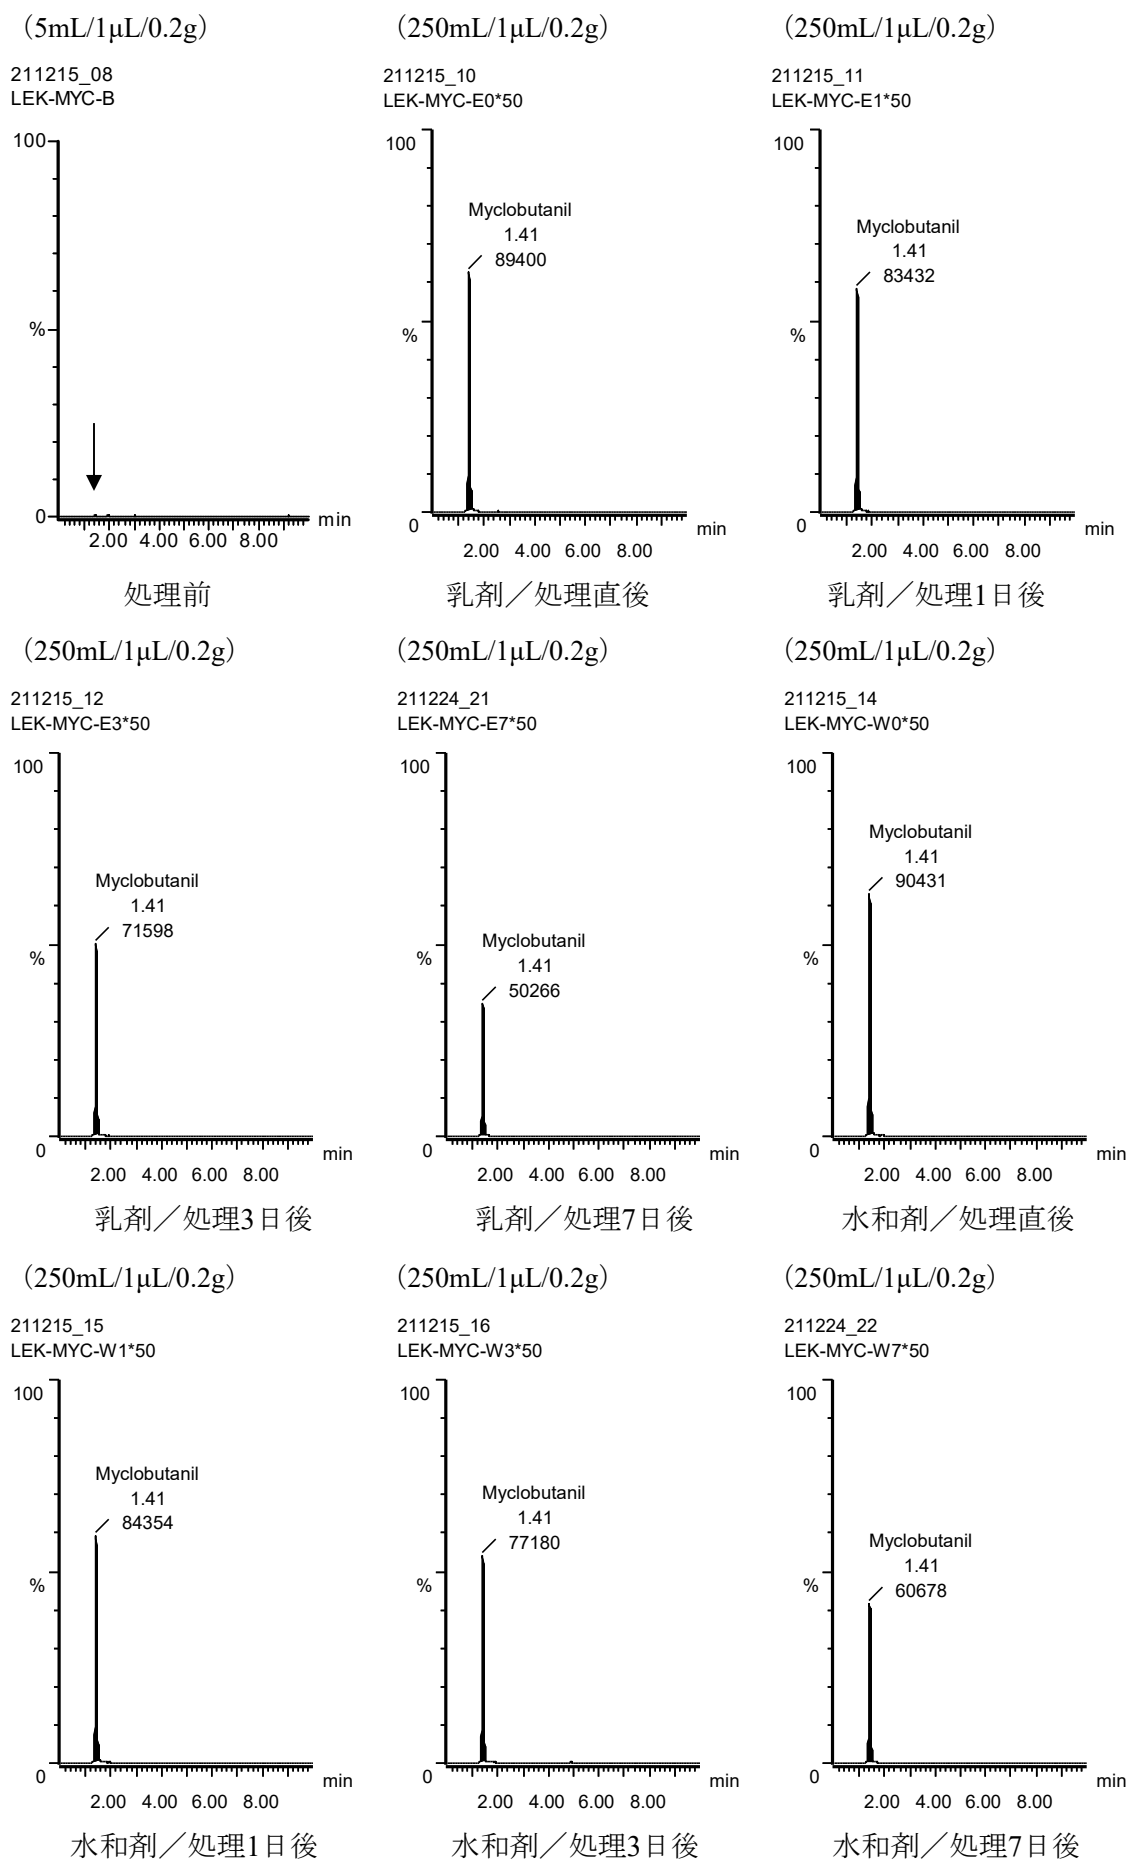 （5mL/1μL/0.2g）
211215_08
LEK-MYC-B
100
%
0
min
2.00 4.00 6.00 8.00
処理前
（250mL/1μL/0.2g）
211215_10
LEK-MYC-E0*50
100
Myclobutanil
1.41
89400
%
0
min
2.00 4.00 6.00 8.00
乳剤／処理直後
（250mL/1μL/0.2g）
211215_11
LEK-MYC-E1*50
100
Myclobutanil
1.41
83432
%
0
min
2.00 4.00 6.00 8.00
乳剤／処理1日後
（250mL/1μL/0.2g）
211215_12
LEK-MYC-E3*50
100
Myclobutanil
1.41
71598
%
0
min
2.00 4.00 6.00 8.00
乳剤／処理3日後
（250mL/1μL/0.2g）
211224_21
LEK-MYC-E7*50
100
Myclobutanil
1.41
50266
%
0
min
2.00 4.00 6.00 8.00
乳剤／処理7日後
（250mL/1μL/0.2g）
211215_14
LEK-MYC-W0*50
100
Myclobutanil
1.41
90431
%
0
min
2.00 4.00 6.00 8.00
水和剤／処理直後
（250mL/1μL/0.2g）
211215_15
LEK-MYC-W1*50
100
Myclobutanil
1.41
84354
%
0
min
2.00 4.00 6.00 8.00
水和剤／処理1日後
（250mL/1μL/0.2g）
211215_16
LEK-MYC-W3*50
100
Myclobutanil
1.41
77180
%
0
min
2.00 4.00 6.00 8.00
水和剤／処理3日後
（250mL/1μL/0.2g）
211224_22
LEK-MYC-W7*50
100
Myclobutanil
1.41
60678
%
0
min
2.00 4.00 6.00 8.00
水和剤／処理7日後